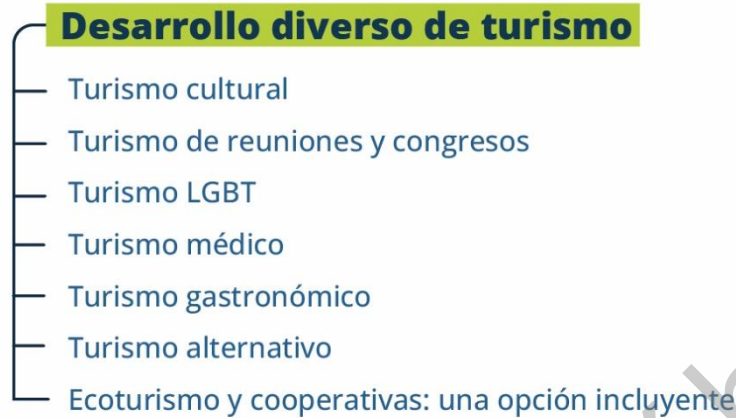 Desarrollo diverso de turismo
Turismo cultural
Turismo de reuniones y congresos
Turismo LGBT
Turismo médico
Turismo gastronómico
Turismo alternativo
Ecoturismo y cooperativas: una opción incluyente